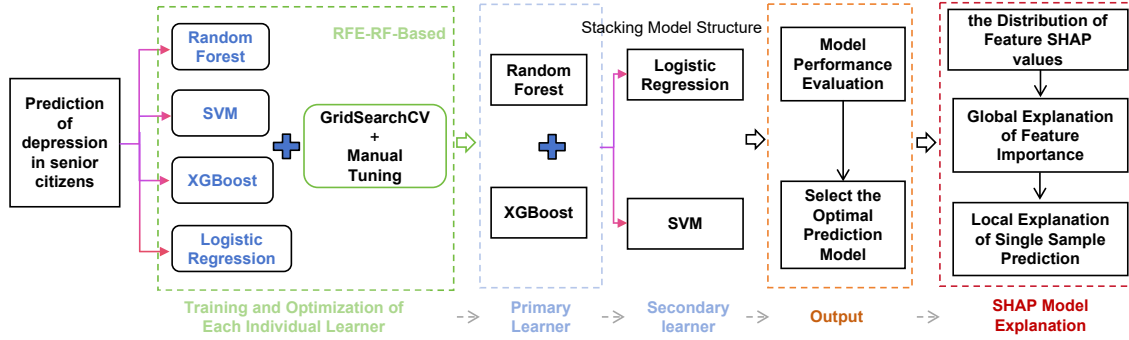 Prediction
of
depression
in senior
citizens
RFE-RF-Based
Random
Forest
SVM
XGBoost
Logistic
Regression
GridSearchCV
+
Manual
Tuning
Training and Optimization of
Each Individual Learner
Stacking Model Structure
Random
Forest
XGBoost
Primary
Learner
Logistic
Regression
SVM
Secondary
learner
Model
Performance
Evaluation
Select the
Optimal
Prediction
Model
Output
the Distribution of
Feature SHAP
values
Global Explanation
of Feature
Importance
Local Explanation
of Single Sample
Prediction
SHAP Model
Explanation